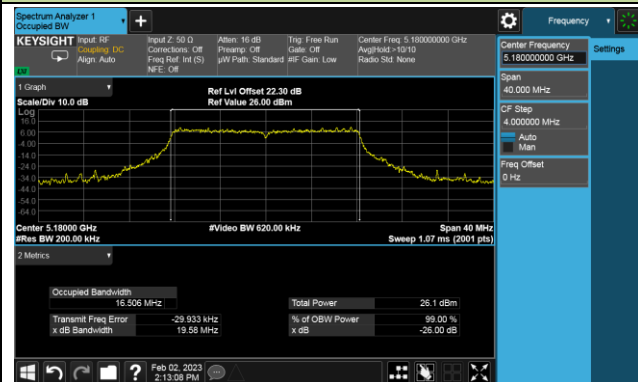 Spectrum Analyzer 1
Occupied BW
KEYSIGHT
Input: RF
Coupling: DC
Align: Auto
Input Z: 50 Ω
Corrections: Off
Freq Ref: Int (S)
NFE: Off
Atten: 16 dB
Preamp: Off
µW Path: Standard
Trig: Free Run
Gate: Off
#IF Gain: Low
Center Freq: 5.180000000 GHz
Avg|Hold:>10/10
Radio Std: None
1 Graph
Scale/Div 10.0 dB
Ref Lvl Offset 22.30 dB
Ref Value 26.00 dBm
Log
16.0
6.00
-4.00
-14.0
-24.0
-34.0
-44.0
-54.0
-64.0
Center 5.18000 GHz
#Video BW 620.00 kHz
Span 40 MHz
#Res BW 200.00 kHz
Sweep 1.07 ms (2001 pts)
2 Metrics
Occupied Bandwidth
16.506 MHz
Total Power 26.1 dBm
Transmit Freq Error -29.933 kHz
% of OBW Power 99.00 %
x dB Bandwidth 19.58 MHz
x dB -26.00 dB
Feb 02, 2023
2:13:08 PM
Frequency
Settings
Center Frequency
5.180000000 GHz
Span
40.000 MHz
CF Step
4.000000 MHz
Auto
Man
Freq Offset
0 Hz